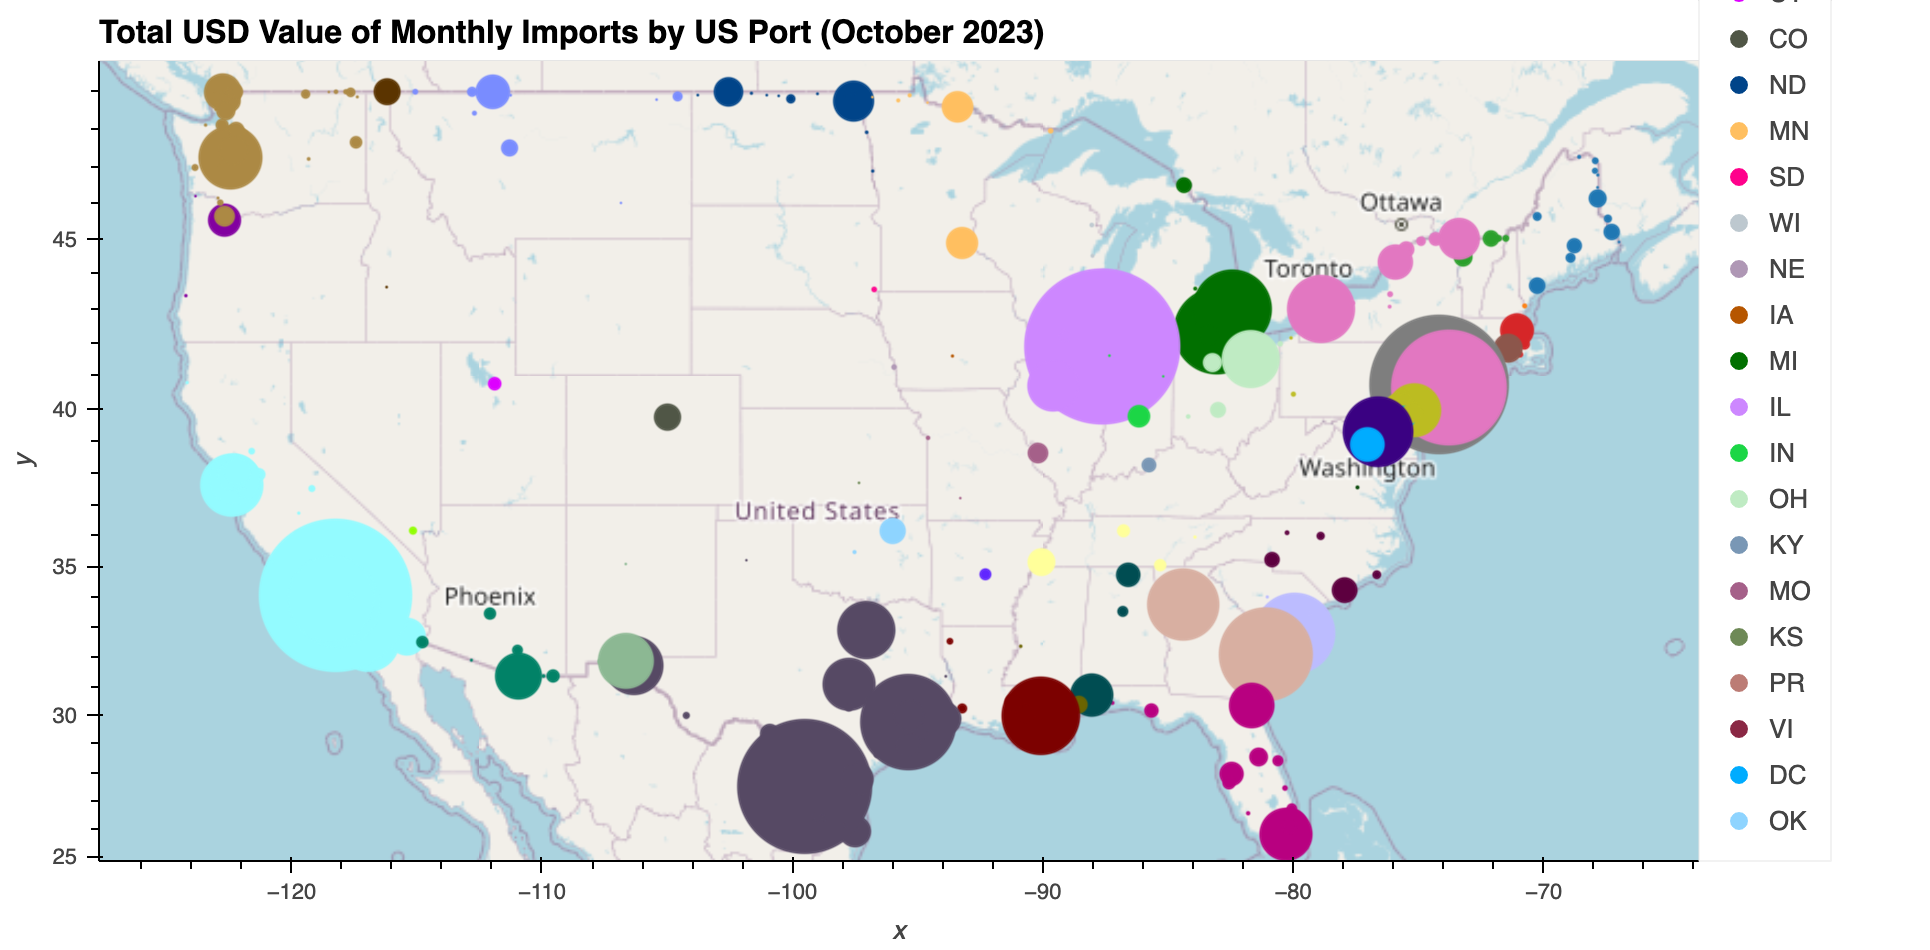 Total USD Value of Monthly Imports by US Port (October 2023)
CO
ND
MN
SD
WI
NE
IA
MI
IL
IN
OH
KY
MO
KS
PR
VI
DC
OK
Ottawa
Toronto
Washington
United States
Phoenix
45
40
35
30
25
y
−120
−110
−100
−90
−80
−70
x